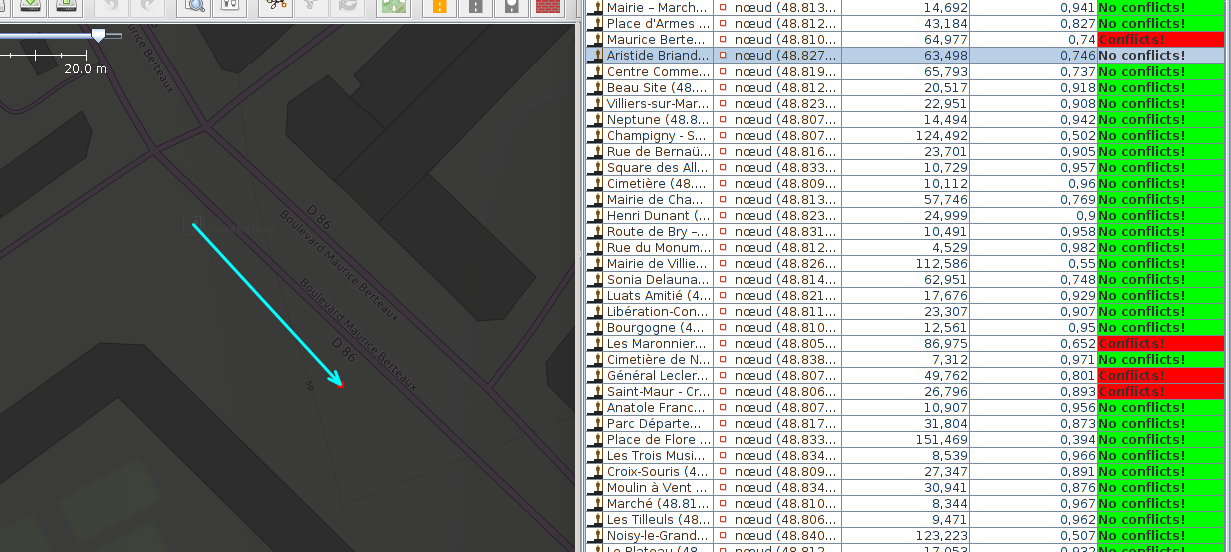 20.0 m
Maurice Berteaux
Berteaux
D 86
Boulevard Maurice Berteaux
Boulevard Maurice Berteaux
D 86
Mairie – March... nœud (48.813... 14,692 0,941 No conflicts!
Place d'Armes ... nœud (48.812... 43,184 0,827 No conflicts!
Maurice Berte... nœud (48.810... 64,977 0,74 Conflicts!
Aristide Briand... nœud (48.827... 63,498 0,746 No conflicts!
Centre Comme... nœud (48.819... 65,793 0,737 No conflicts!
Beau Site (48.... nœud (48.812... 20,517 0,918 No conflicts!
Villiers-sur-Mar... nœud (48.823... 22,951 0,908 No conflicts!
Neptune (48.8... nœud (48.807... 14,494 0,942 No conflicts!
Champigny - S... nœud (48.807... 124,492 0,502 No conflicts!
Rue de Bernaü... nœud (48.816... 23,701 0,905 No conflicts!
Square des All... nœud (48.833... 10,729 0,957 No conflicts!
Cimetière (48.... nœud (48.809... 10,112 0,96 No conflicts!
Mairie de Cha... nœud (48.813... 57,746 0,769 No conflicts!
Henri Dunant (... nœud (48.823... 24,999 0,9 No conflicts!
Route de Bry –... nœud (48.831... 10,491 0,958 No conflicts!
Rue du Monum... nœud (48.812... 4,529 0,982 No conflicts!
Mairie de Villie... nœud (48.826... 112,586 0,55 No conflicts!
Sonia Delauna... nœud (48.814... 62,951 0,748 No conflicts!
Luats Amitié (4... nœud (48.821... 17,676 0,929 No conflicts!
Libération-Con... nœud (48.811... 23,307 0,907 No conflicts!
Bourgogne (4... nœud (48.810... 12,561 0,95 No conflicts!
Les Maronnier... nœud (48.805... 86,975 0,652 Conflicts!
Cimetière de N... nœud (48.838... 7,312 0,971 No conflicts!
Général Lecler... nœud (48.807... 49,762 0,801 Conflicts!
Saint-Maur - Cr... nœud (48.806... 26,796 0,893 Conflicts!
Anatole Franc... nœud (48.807... 10,907 0,956 No conflicts!
Parc Départe... nœud (48.817... 31,804 0,873 No conflicts!
Place de Flore ... nœud (48.833... 151,469 0,394 No conflicts!
Les Trois Musi... nœud (48.834... 8,539 0,966 No conflicts!
Croix-Souris (4... nœud (48.809... 27,347 0,891 No conflicts!
Moulin à Vent ... nœud (48.834... 30,941 0,876 No conflicts!
Marché (48.81... nœud (48.810... 8,344 0,967 No conflicts!
Les Tilleuls (48... nœud (48.806... 9,471 0,962 No conflicts!
Noisy-le-Grand... nœud (48.840... 123,223 0,507 No conflicts!
Le Plateau (48... nœud (48.812... 17,053 0,932 No conflicts!